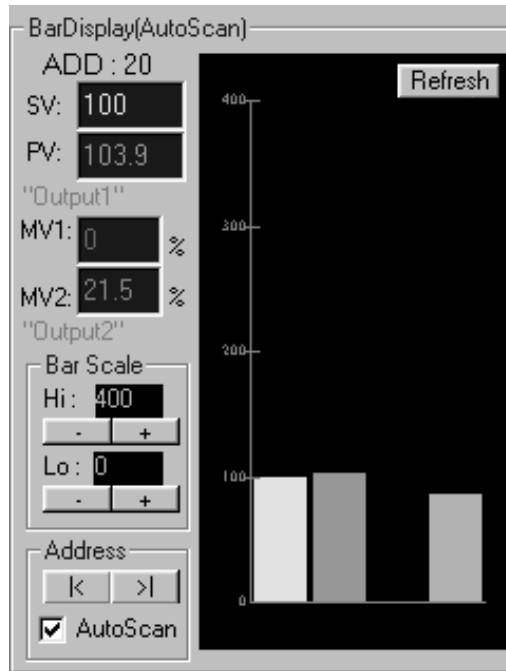 BarDisplay(AutoScan)
ADD : 20
SV: 100
PV: 103.9
"Output1"
MV1: 0 %
MV2: 21.5 %
"Output2"
Bar Scale
Hi : 400
- +
Lo : 0
- +
Address
|< >|
AutoScan
Refresh
400
300
200
100
0